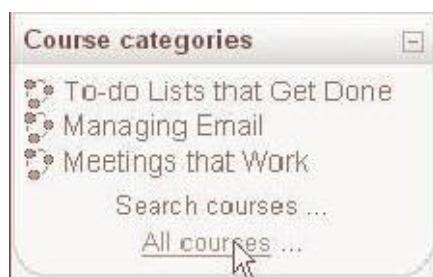 Course categories
To-do Lists that Get Done
Managing Email
Meetings that Work
Search courses ...
All courses ...